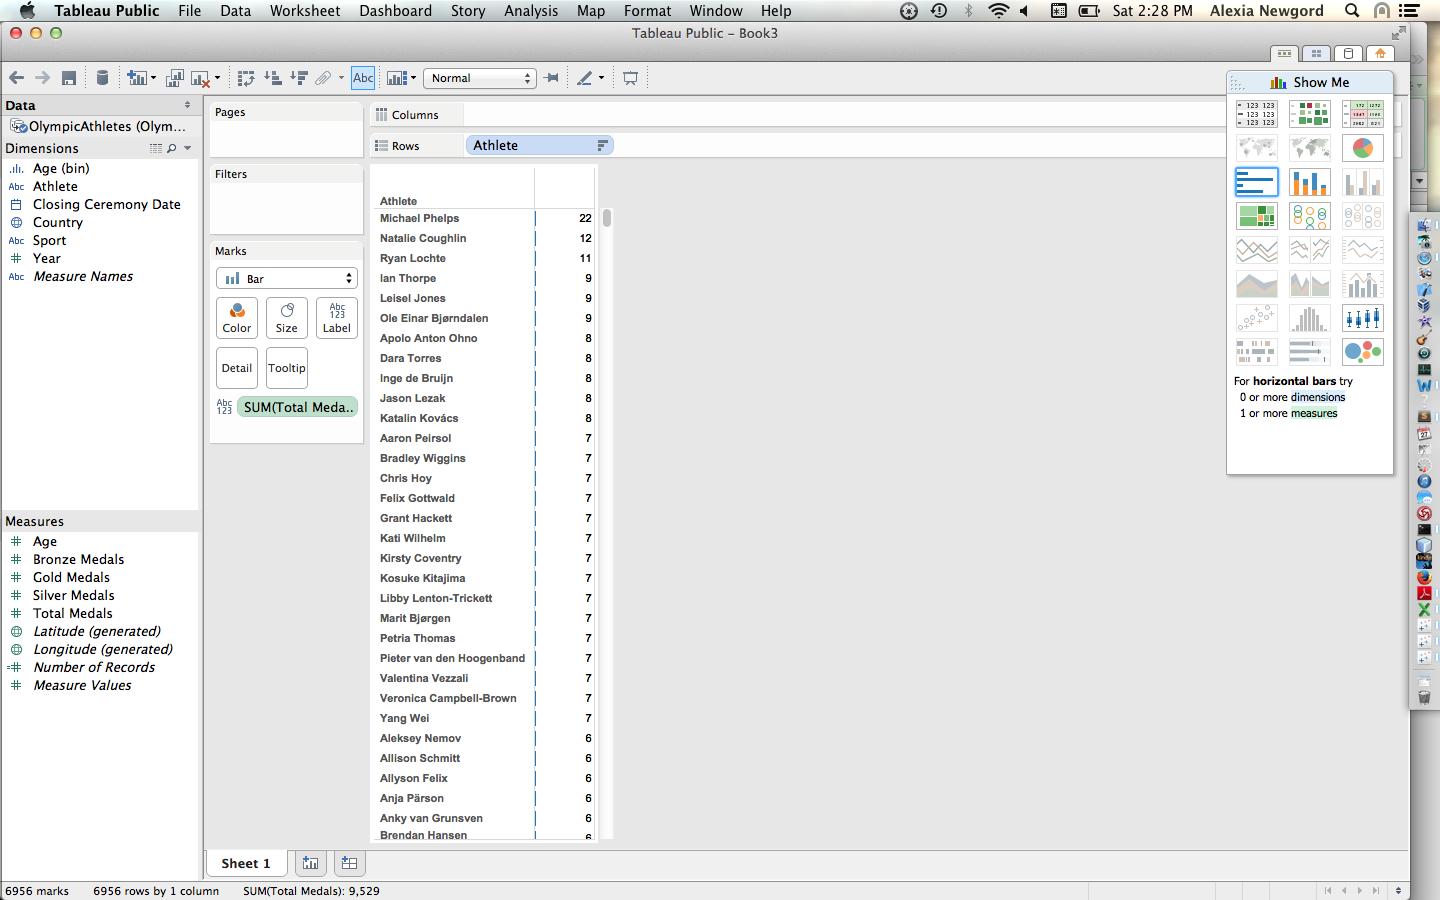 Tableau Public File Data Worksheet Dashboard Story Analysis Map Format Window Help Sat 2:28 PM Alexia Newgord
Tableau Public - Book3
Abc Normal
Data
OlympicAthletes (Olym...
Dimensions
Age (bin)
Abc Athlete
Closing Ceremony Date
Country
Abc Sport
Year
Abc Measure Names
Measures
Age
Bronze Medals
Gold Medals
Silver Medals
Total Medals
Latitude (generated)
Longitude (generated)
Number of Records
Measure Values
Pages
Filters
Marks
Bar
Color Size Abc 123 Label
Detail Tooltip
Abc 123 SUM(Total Meda..
Columns
Rows Athlete
Athlete
Michael Phelps 22
Natalie Coughlin 12
Ryan Lochte 11
Ian Thorpe 9
Leisel Jones 9
Ole Einar Bjørndalen 9
Apolo Anton Ohno 8
Dara Torres 8
Inge de Bruijn 8
Jason Lezak 8
Katalin Kovács 8
Aaron Peirsol 7
Bradley Wiggins 7
Chris Hoy 7
Felix Gottwald 7
Grant Hackett 7
Kati Wilhelm 7
Kirsty Coventry 7
Kosuke Kitajima 7
Libby Lenton-Trickett 7
Marit Bjørgen 7
Petria Thomas 7
Pieter van den Hoogenband 7
Valentina Vezzali 7
Veronica Campbell-Brown 7
Yang Wei 7
Aleksey Nemov 6
Allison Schmitt 6
Allyson Felix 6
Anja Pärson 6
Anky van Grunsven 6
Brendan Hansen 6
Show Me
For horizontal bars try
0 or more dimensions
1 or more measures
Sheet 1
6956 marks 6956 rows by 1 column SUM(Total Medals): 9,529